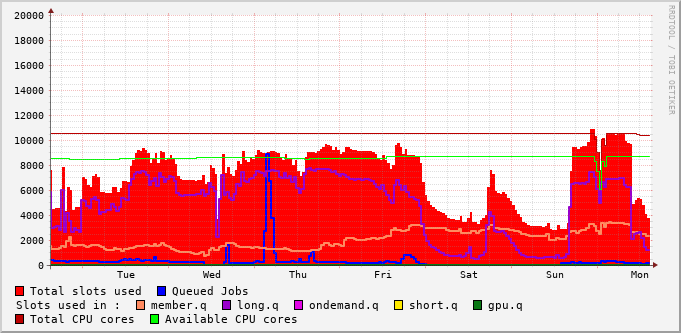 20000
18000
16000
14000
12000
10000
8000
6000
4000
2000
0
Tue Wed Thu Fri Sat Sun Mon
Total slots used Queued Jobs
Slots used in : member.q long.q ondemand.q short.q gpu.q
Total CPU cores Available CPU cores
RRDTOOL / TOBI OETIKER